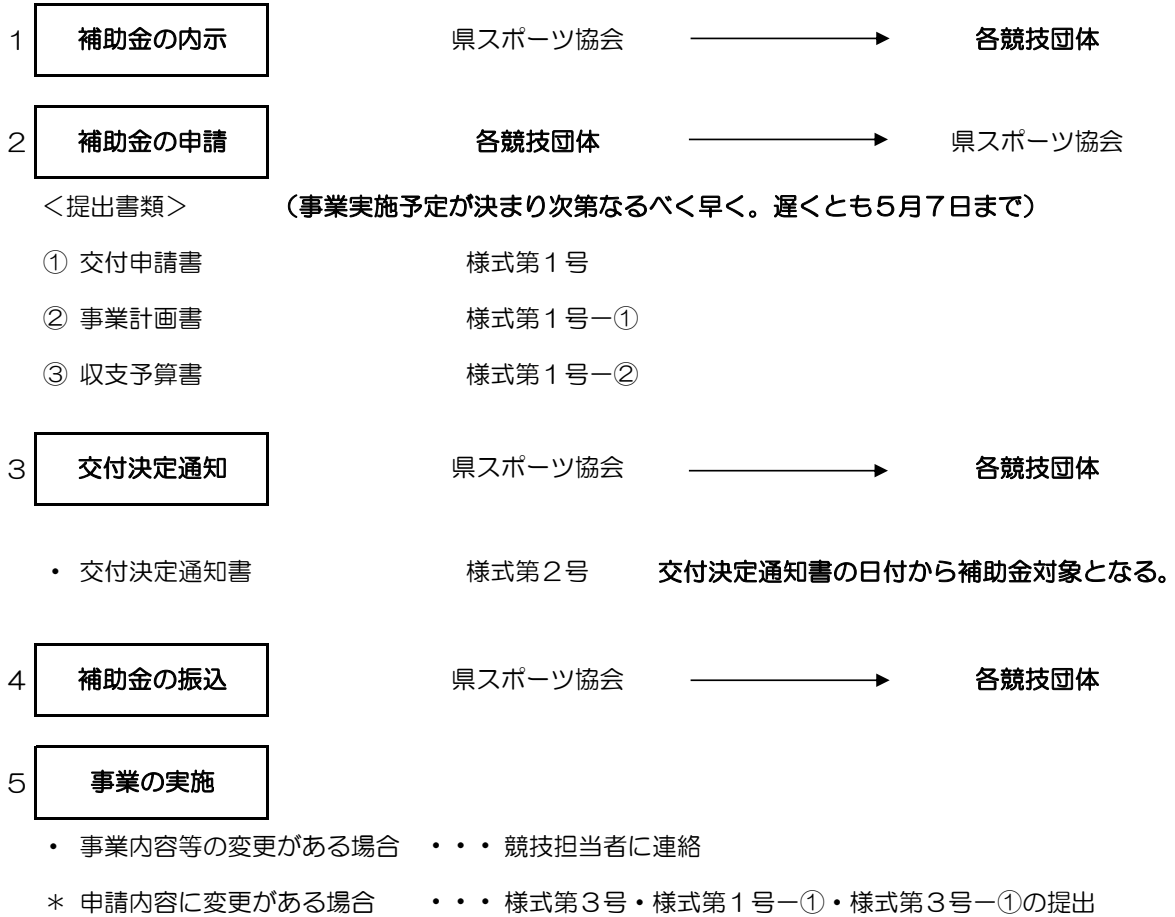 1 補助金の内示 県スポーツ協会 各競技団体
2 補助金の申請 各競技団体 県スポーツ協会
<提出書類> (事業実施予定が決まり次第なるべく早く。遅くとも5月7日まで)
① 交付申請書 様式第1号
② 事業計画書 様式第1号ー①
③ 収支予算書 様式第1号ー②
3 交付決定通知 県スポーツ協会 各競技団体
・ 交付決定通知書 様式第2号 交付決定通知書の日付から補助金対象となる。
4 補助金の振込 県スポーツ協会 各競技団体
5 事業の実施
・ 事業内容等の変更がある場合 ・・・ 競技担当者に連絡
* 申請内容に変更がある場合 ・・・ 様式第3号・様式第1号ー①・様式第3号ー①の提出